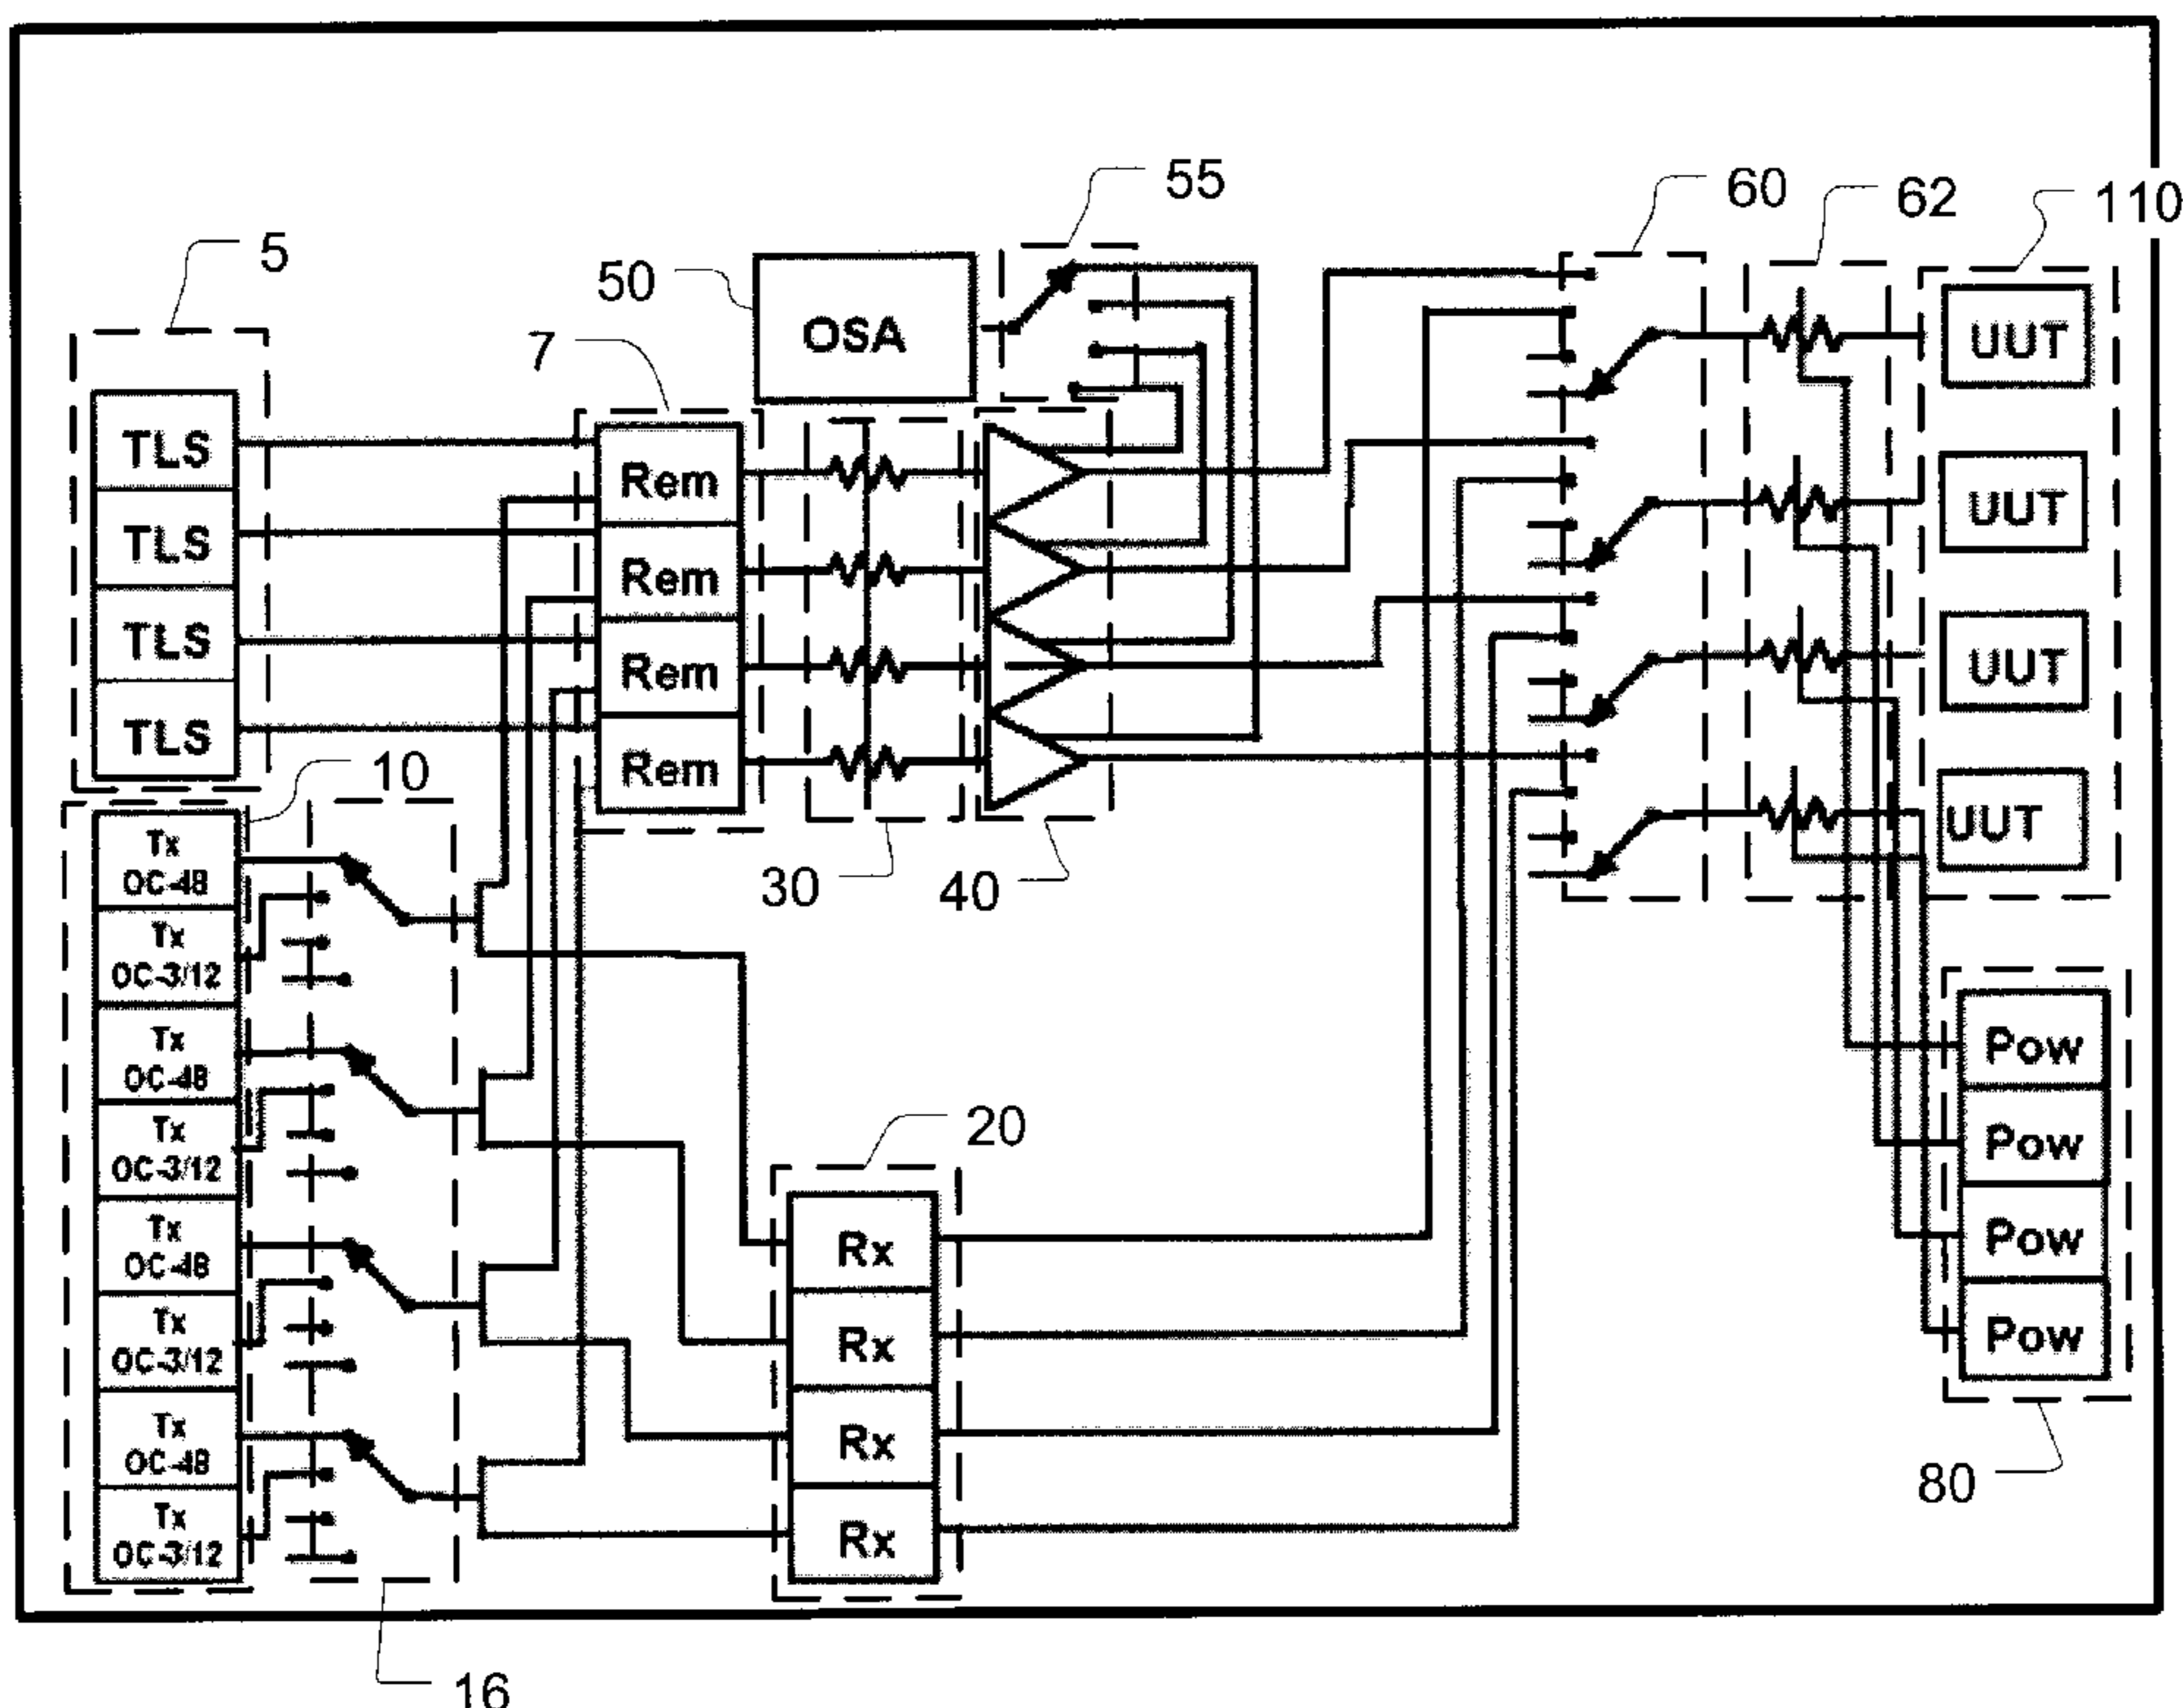 55
60
62
110
5
50
OSA
7
UUT
UUT
UUT
UUT
TLS
TLS
TLS
TLS
Rem
Rem
Rem
Rem
10
30
40
Tx
OC-48
Tx
OC-3/12
Tx
OC-48
Tx
OC-3/12
Tx
OC-48
Tx
OC-3/12
Tx
OC-48
Tx
OC-3/12
20
Rx
Rx
Rx
Rx
Pow
Pow
Pow
Pow
80
16